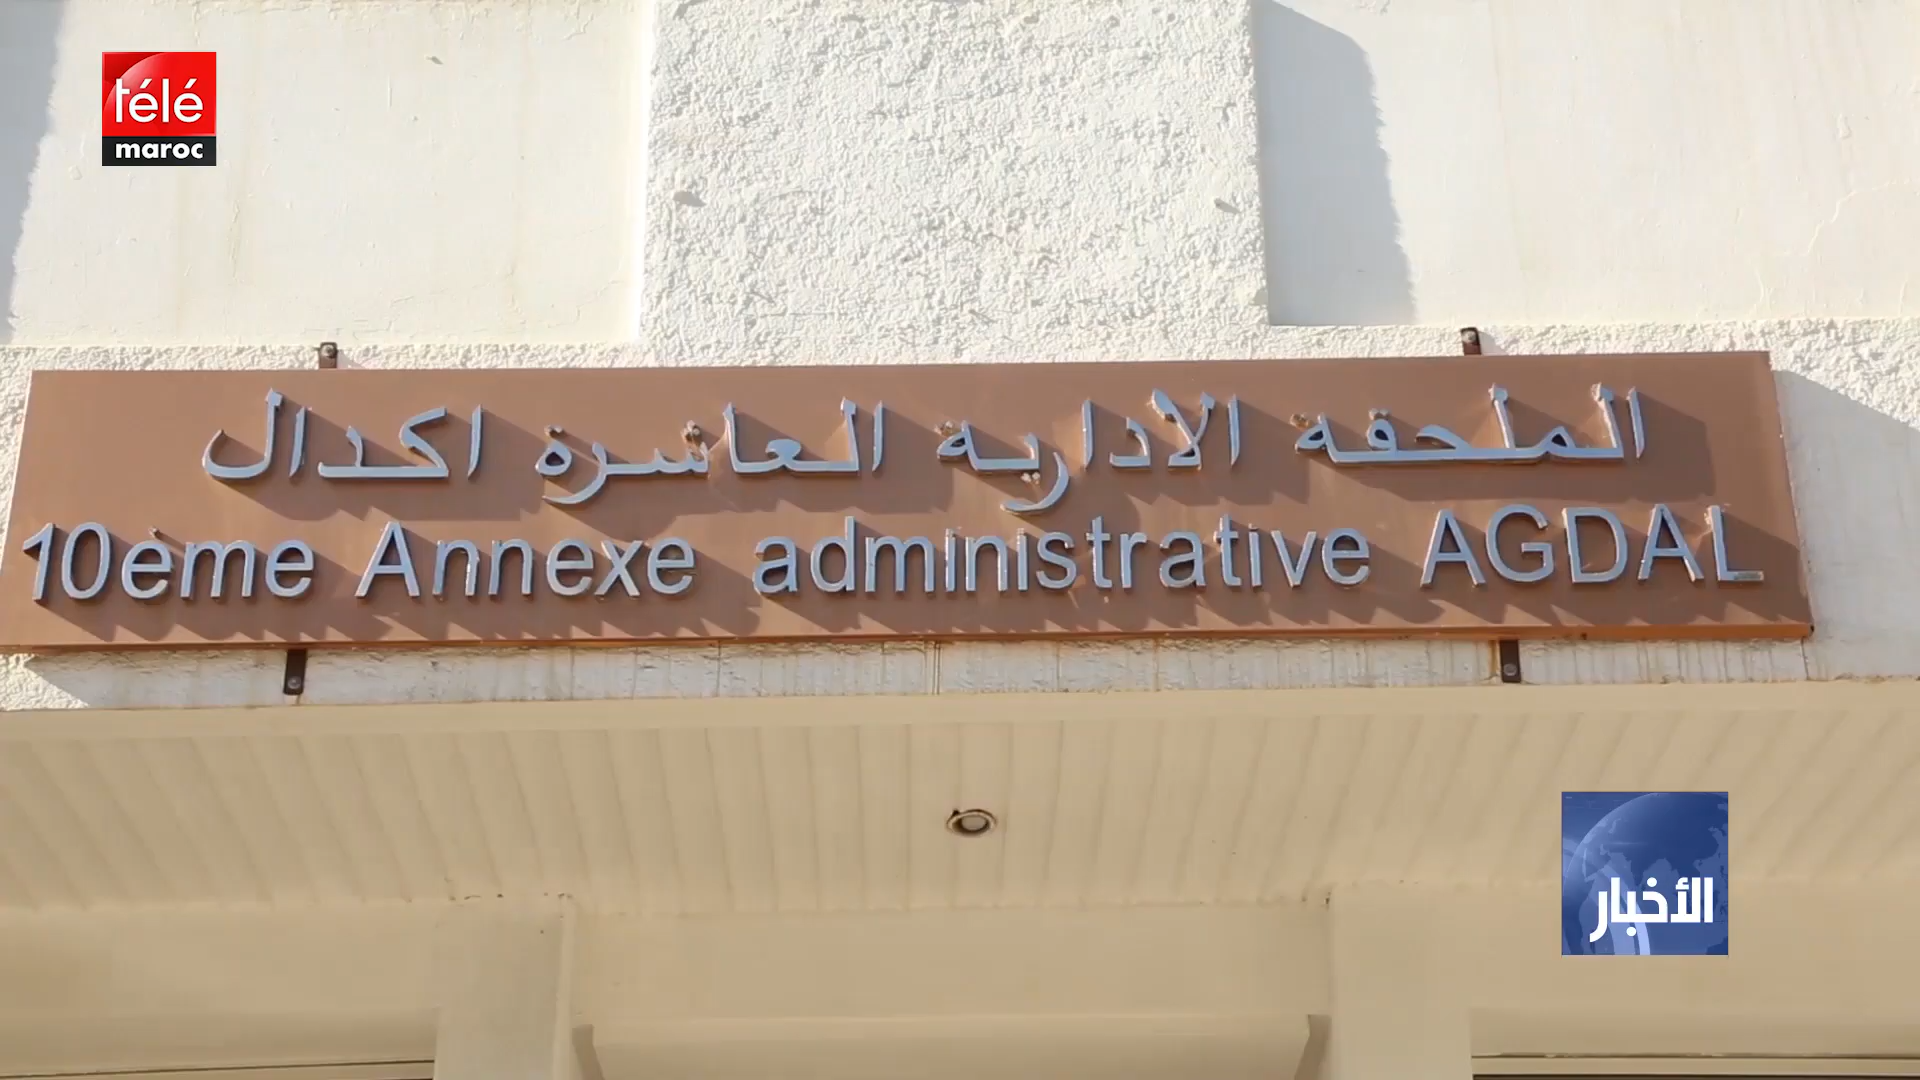 télé
maroc
الملحقة الادارية العاشرة اكدال
10ème Annexe administrative AGDAL
الأخبار